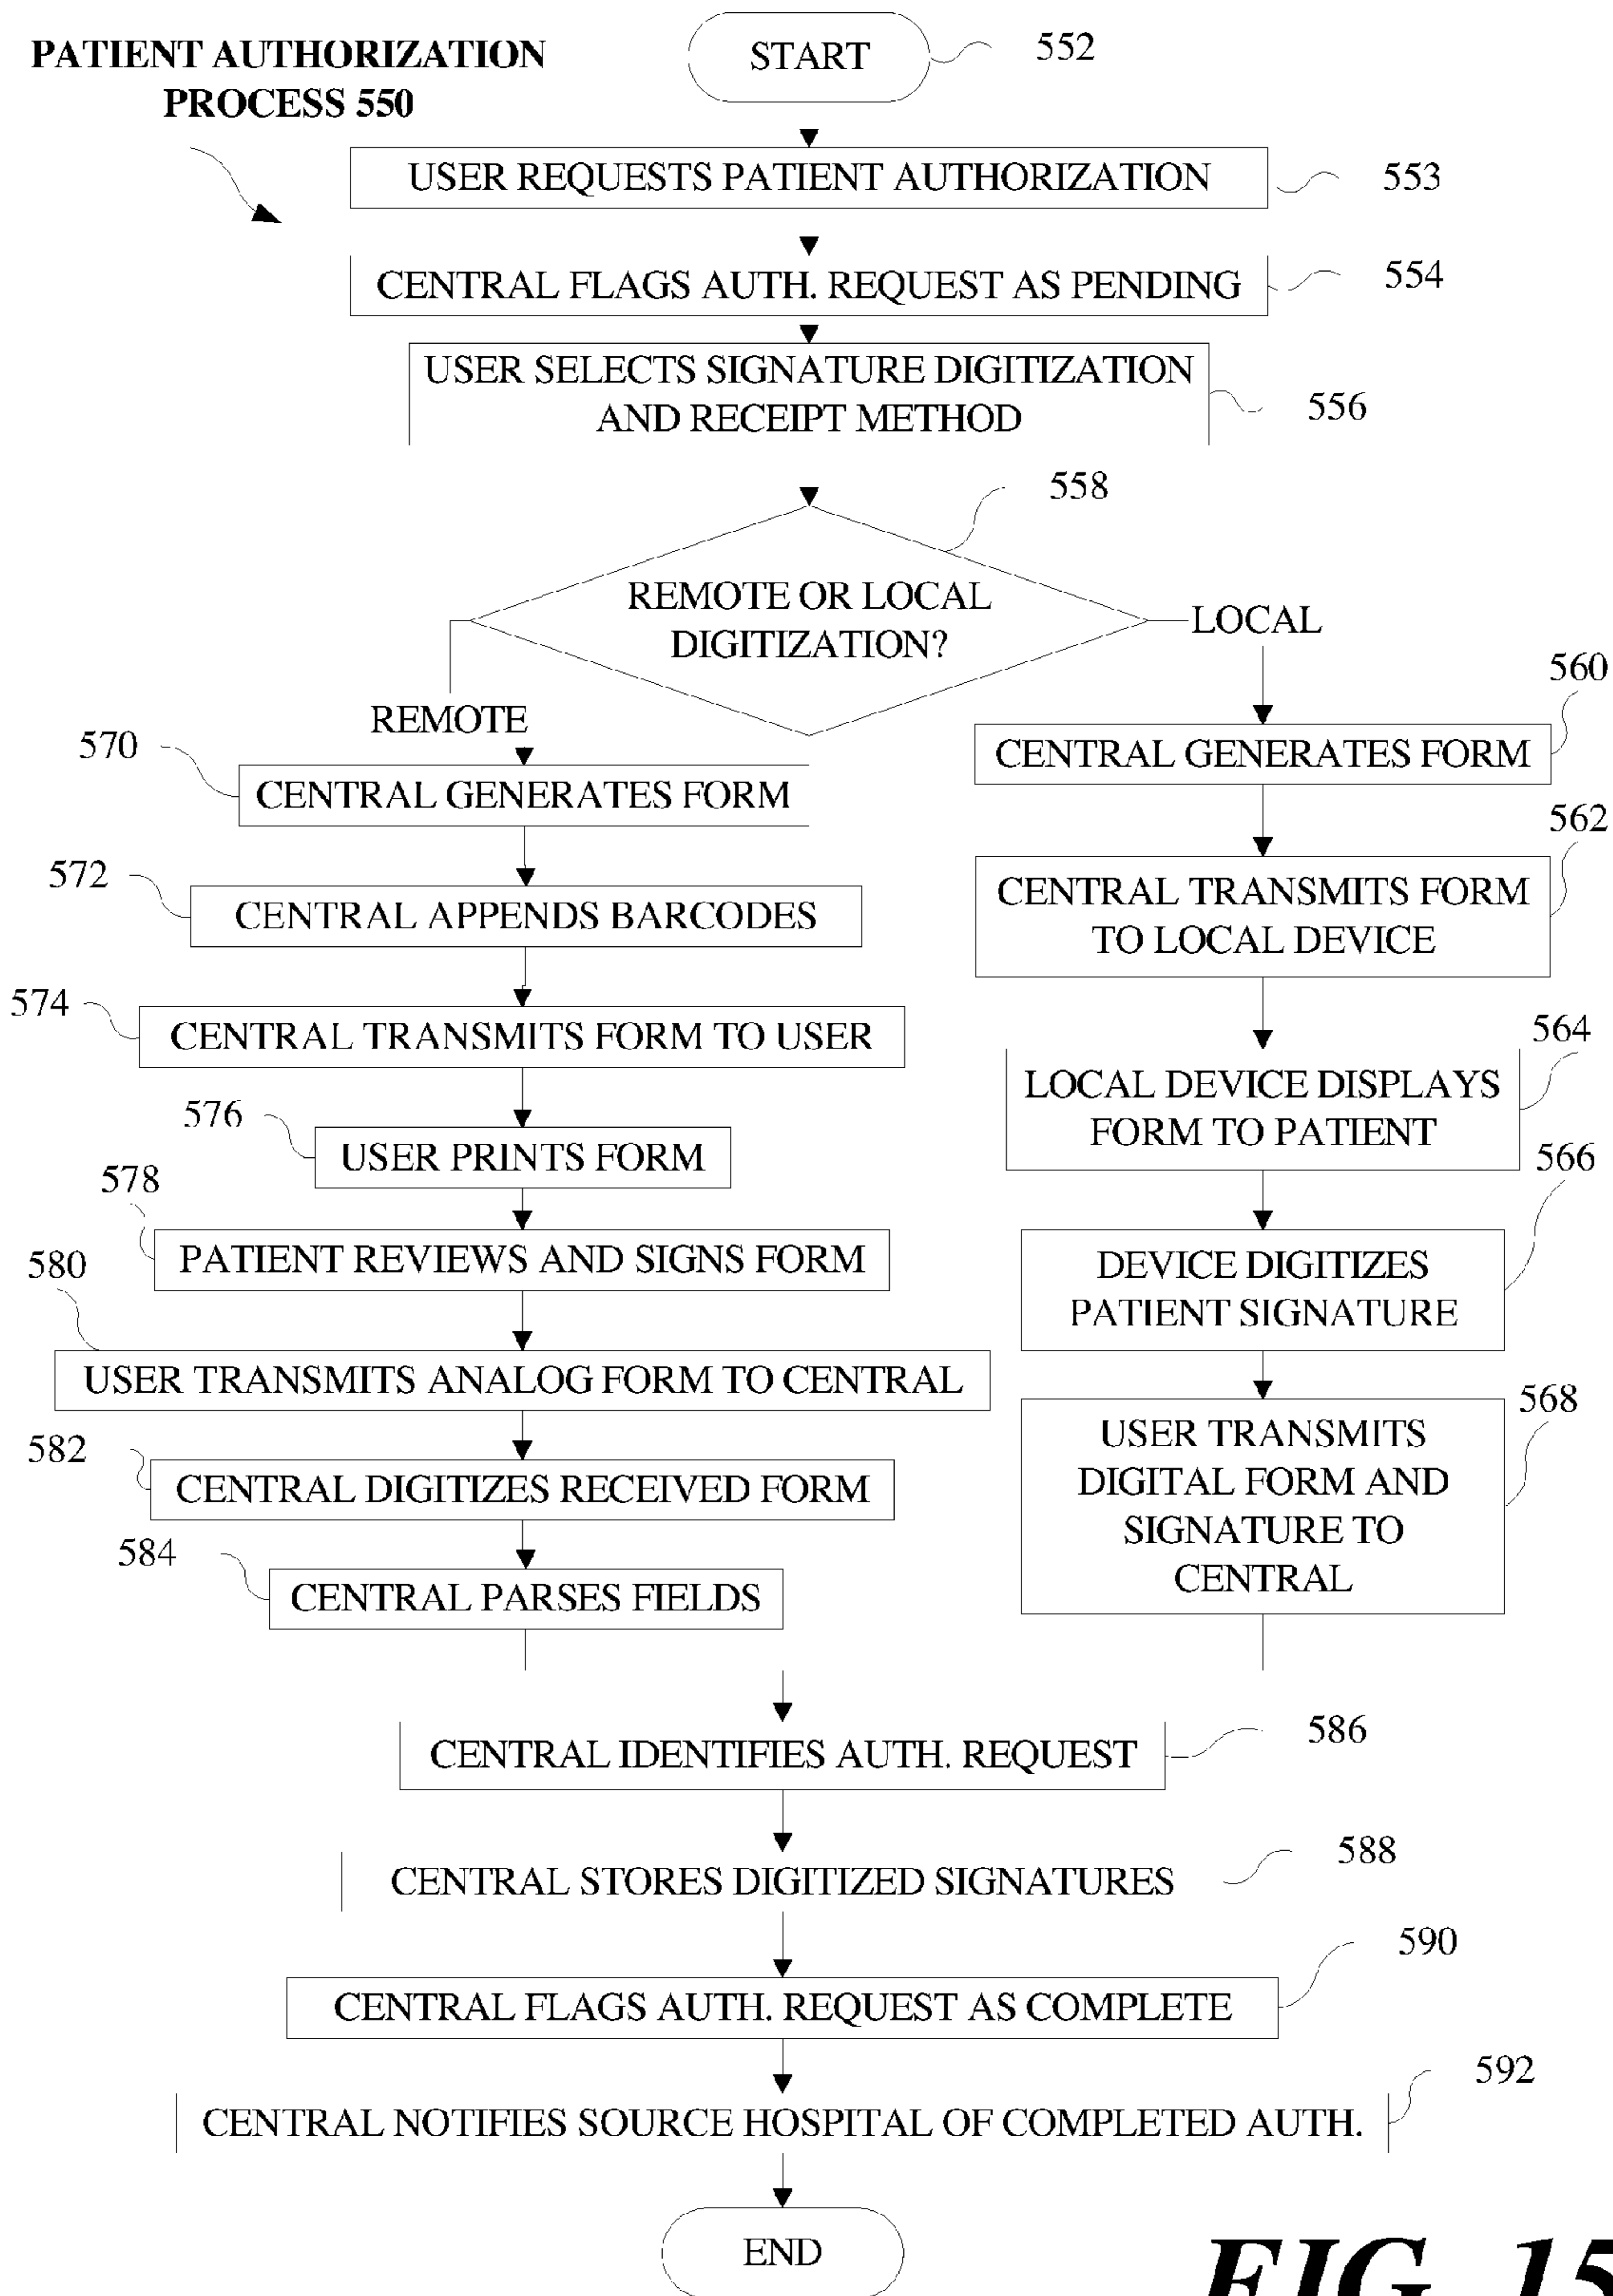 PATIENT AUTHORIZATION
PROCESS 550
START
552
USER REQUESTS PATIENT AUTHORIZATION
553
CENTRAL FLAGS AUTH. REQUEST AS PENDING
554
USER SELECTS SIGNATURE DIGITIZATION
AND RECEIPT METHOD
556
558
REMOTE OR LOCAL
DIGITIZATION?
LOCAL
REMOTE
560
CENTRAL GENERATES FORM
562
CENTRAL TRANSMITS FORM
TO LOCAL DEVICE
564
LOCAL DEVICE DISPLAYS
FORM TO PATIENT
566
DEVICE DIGITIZES
PATIENT SIGNATURE
568
USER TRANSMITS
DIGITAL FORM AND
SIGNATURE TO
CENTRAL
570
CENTRAL GENERATES FORM
572
CENTRAL APPENDS BARCODES
574
CENTRAL TRANSMITS FORM TO USER
576
USER PRINTS FORM
578
PATIENT REVIEWS AND SIGNS FORM
580
USER TRANSMITS ANALOG FORM TO CENTRAL
582
CENTRAL DIGITIZES RECEIVED FORM
584
CENTRAL PARSES FIELDS
586
CENTRAL IDENTIFIES AUTH. REQUEST
588
CENTRAL STORES DIGITIZED SIGNATURES
590
CENTRAL FLAGS AUTH. REQUEST AS COMPLETE
592
CENTRAL NOTIFIES SOURCE HOSPITAL OF COMPLETED AUTH.
END
FIG. 15